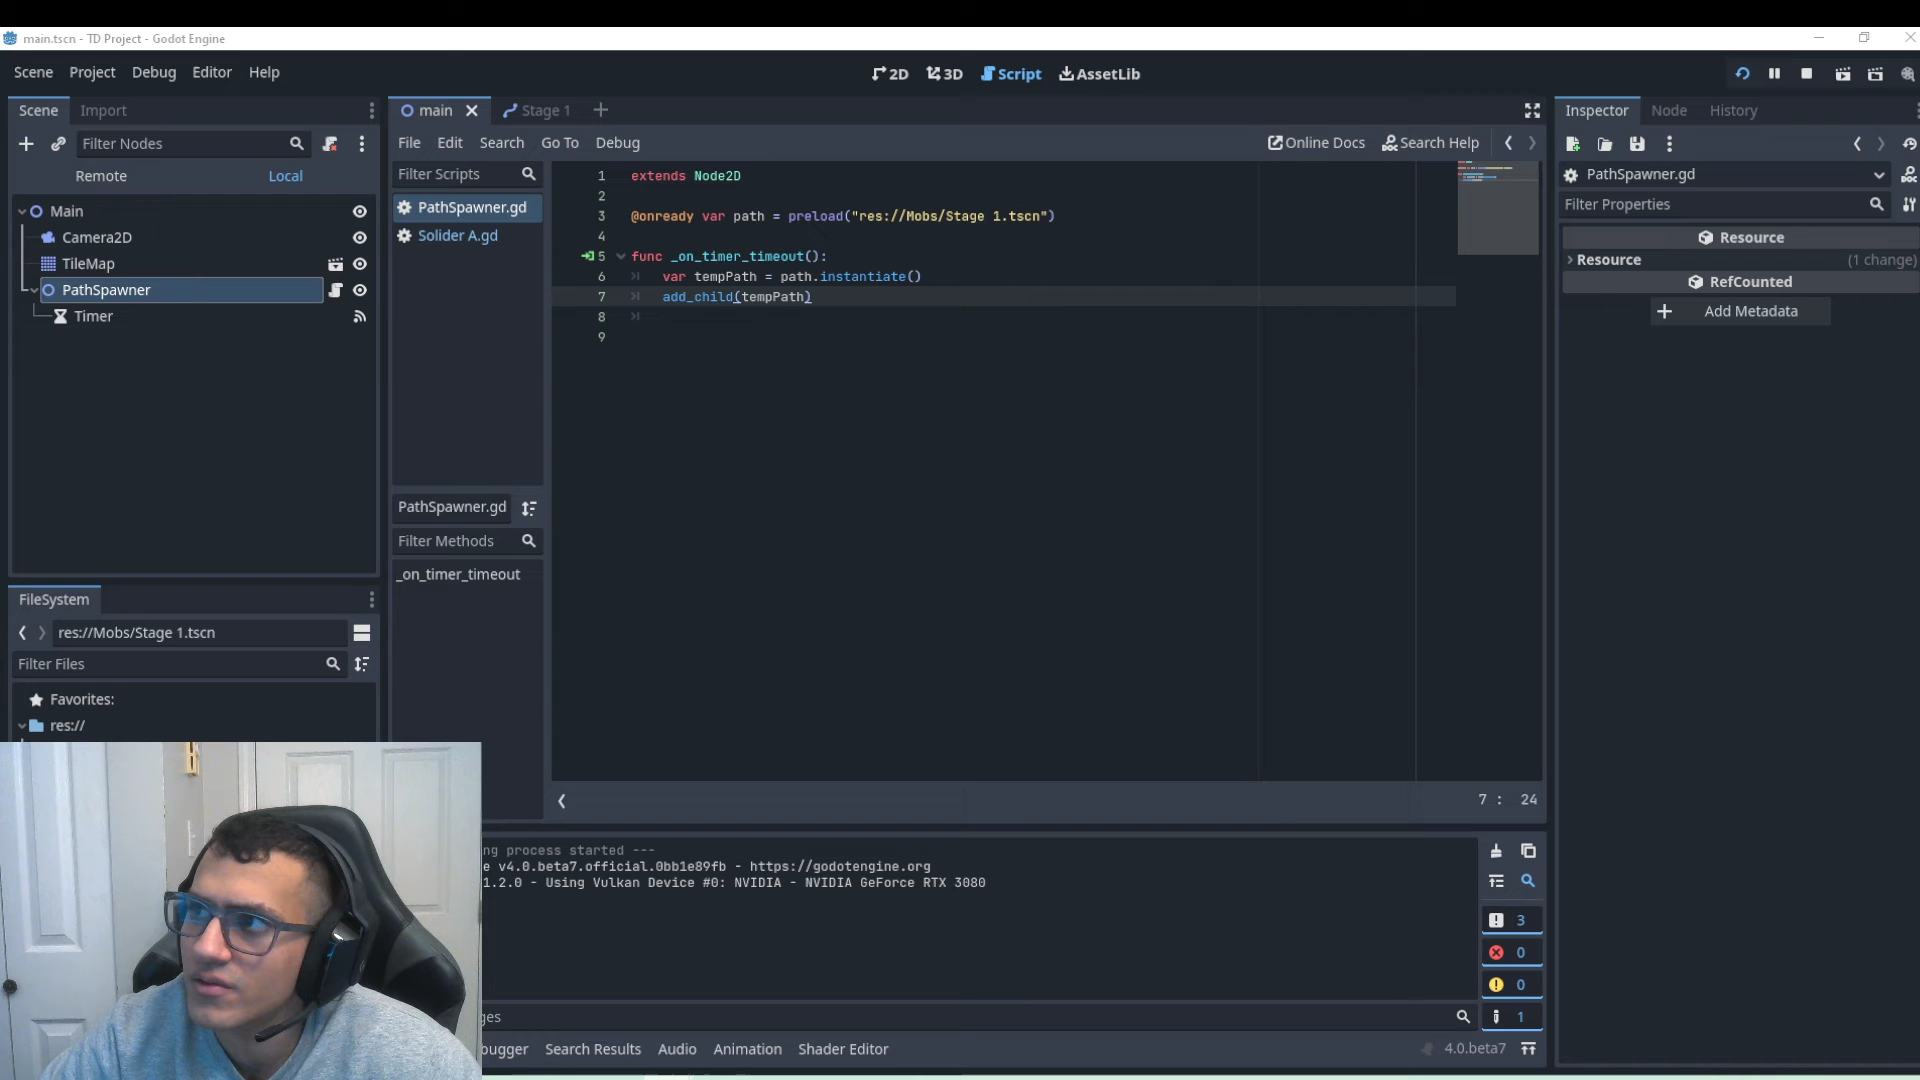 main.tscn - TD Project - Godot Engine
Scene Project Debug Editor Help
2D 3D Script AssetLib
Scene Import
main Stage 1
Inspector Node History
Filter Nodes
File Edit Search Go To Debug
Online Docs Search Help
Remote Local
Filter Scripts
PathSpawner.gd
Filter Properties
Main
Camera2D
TileMap
PathSpawner
Timer
PathSpawner.gd
Solider A.gd
1 extends Node2D
2
3 @onready var path = preload("res://Mobs/Stage 1.tscn")
4
5 func _on_timer_timeout():
6 var tempPath = path.instantiate()
7 add_child(tempPath)
8
9
Resource
Resource (1 change)
RefCounted
Add Metadata
PathSpawner.gd
Filter Methods
_on_timer_timeout
FileSystem
res://Mobs/Stage 1.tscn
Filter Files
Favorites:
res://
7 : 24
ng process started ---
e v4.0.beta7.official.0bb1e89fb - https://godotengine.org
1.2.0 - Using Vulkan Device #0: NVIDIA - NVIDIA GeForce RTX 3080
3
0
0
1
ges
bugger Search Results Audio Animation Shader Editor
4.0.beta7